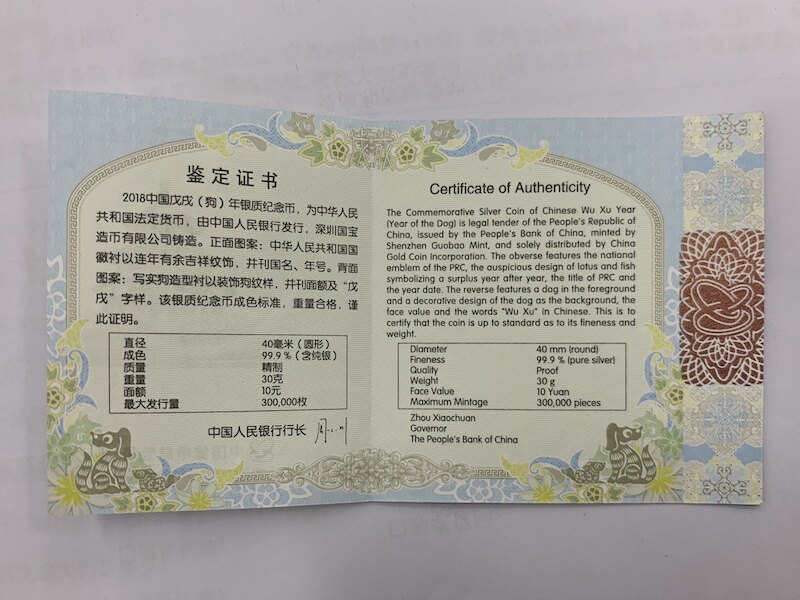 鉴定证书
2018中国戊戌（狗）年银质纪念币，为中华人民
共和国法定货币，由中国人民银行发行，深圳国宝
造币有限公司铸造。正面图案：中华人民共和国国
徽衬以连年有余吉祥纹饰，并刊国名、年号。背面
图案：写实狗造型衬以装饰狗纹样，并刊面额及“戊
戌”字样。该银质纪念币成色标准，重量合格，谨
此证明。
直径 40毫米（圆形）
成色 99.9％（含纯银）
质量 精制
重量 30克
面额 10元
最大发行量 300,000枚
中国人民银行行长
Certificate of Authenticity
The Commemorative Silver Coin of Chinese Wu Xu Year
(Year of the Dog) is legal tender of the People's Republic of
China, issued by the People's Bank of China, minted by
Shenzhen Guobao Mint, and solely distributed by China
Gold Coin Incorporation. The obverse features the national
emblem of the PRC, the auspicious design of lotus and fish
symbolizing a surplus year after year, the title of PRC and
the year date. The reverse features a dog in the foreground
and a decorative design of the dog as the background, the
face value and the words "Wu Xu" in Chinese. This is to
certify that the coin is up to standard as to its fineness and
weight.
Diameter 40 mm (round)
Fineness 99.9 % (pure silver)
Quality Proof
Weight 30 g
Face Value 10 Yuan
Maximum Mintage 300,000 pieces
Zhou Xiaochuan
Governor
The People's Bank of China